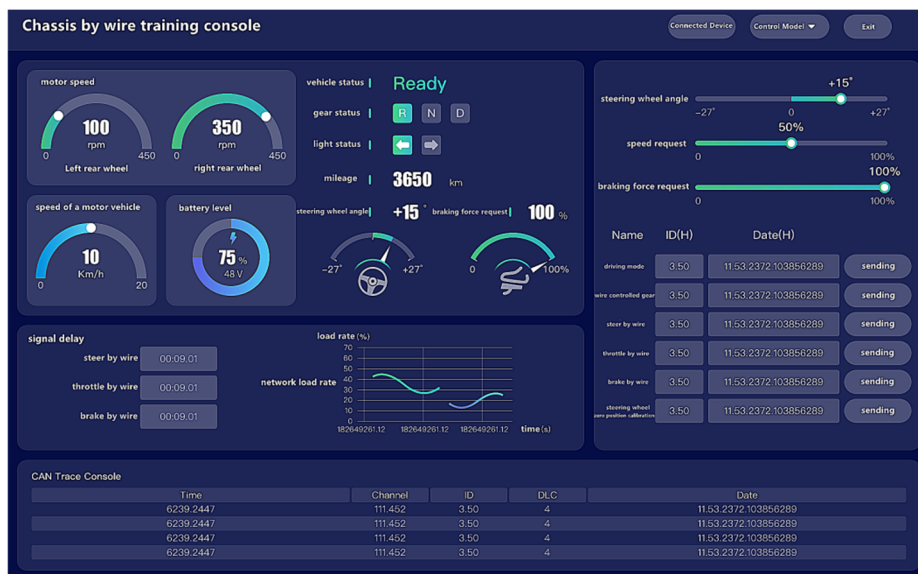 Chassis by wire training console
Connected Device
Control Model
Exit
motor speed
100
rpm
0
450
Left rear wheel
350
rpm
0
450
right rear wheel
vehicle status
Ready
gear status
R N D
light status
mileage
3650 km
speed of a motor vehicle
10
Km/h
0
20
battery level
75 %
48 V
steering wheel angle
+15 °
braking force request
100 %
-27°
+27°
0
100%
steering wheel angle
+15°
-27°
0
+27°
speed request
50%
0
100%
braking force request
100%
0
100%
Name ID(H) Date(H)
driving mode 3.50 11.53.2372.103856289 sending
wire controlled gear 3.50 11.53.2372.103856289 sending
steer by wire 3.50 11.53.2372.103856289 sending
throttle by wire 3.50 11.53.2372.103856289 sending
brake by wire 3.50 11.53.2372.103856289 sending
steering wheel
zero position calibration 3.50 11.53.2372.103856289 sending
signal delay
steer by wire 00:09.01
throttle by wire 00:09.01
brake by wire 00:09.01
load rate (%)
network load rate
70
60
50
40
30
20
10
0
182649261.12 182649261.12 182649261.12 time(s)
CAN Trace Console
Time Channel ID DLC Date
6239.2447 111.452 3.50 4 11.53.2372.103856289
6239.2447 111.452 3.50 4 11.53.2372.103856289
6239.2447 111.452 3.50 4 11.53.2372.103856289
6239.2447 111.452 3.50 4 11.53.2372.103856289